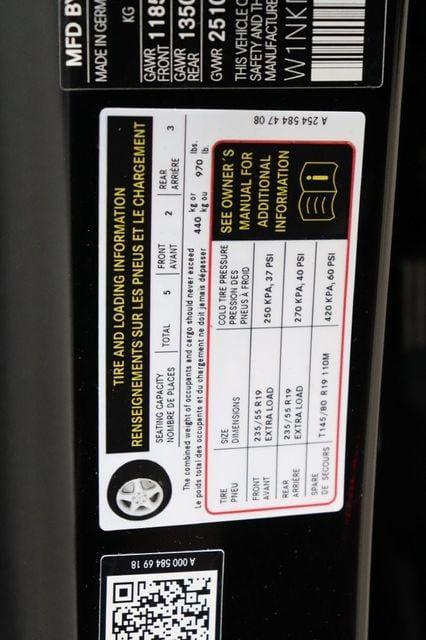 MFD BY
MADE IN GERM
KG
GAWR FRONT 1185
GAWR REAR 1350
GVWR 2510
THIS VEHICLE C
SAFETY AND TH
MANUFACTURE
W1NKM
TIRE AND LOADING INFORMATION
RENSEIGNEMENTS SUR LES PNEUS ET LE CHARGEMENT
SEATING CAPACITY
NOMBRE DE PLACES
TOTAL 5
FRONT
AVANT 2
REAR
ARRIÈRE 3
The combined weight of occupants and cargo should never exceed 440 kg or 970 lbs.
Le poids total des occupants et du chargement ne doit jamais dépasser 440 kg ou 970 lb.
TIRE
PNEU
SIZE
DIMENSIONS
COLD TIRE PRESSURE
PRESSION DES
PNEUS À FROID
FRONT
AVANT
235/55 R19
EXTRA LOAD
250 KPA, 37 PSI
REAR
ARRIÈRE
235/55 R19
EXTRA LOAD
270 KPA, 40 PSI
SPARE
DE SECOURS
T145/80 R19 110M
420 KPA, 60 PSI
SEE OWNER´S
MANUAL FOR
ADDITIONAL
INFORMATION
i
A 254 584 47 08
A 000 584 69 18